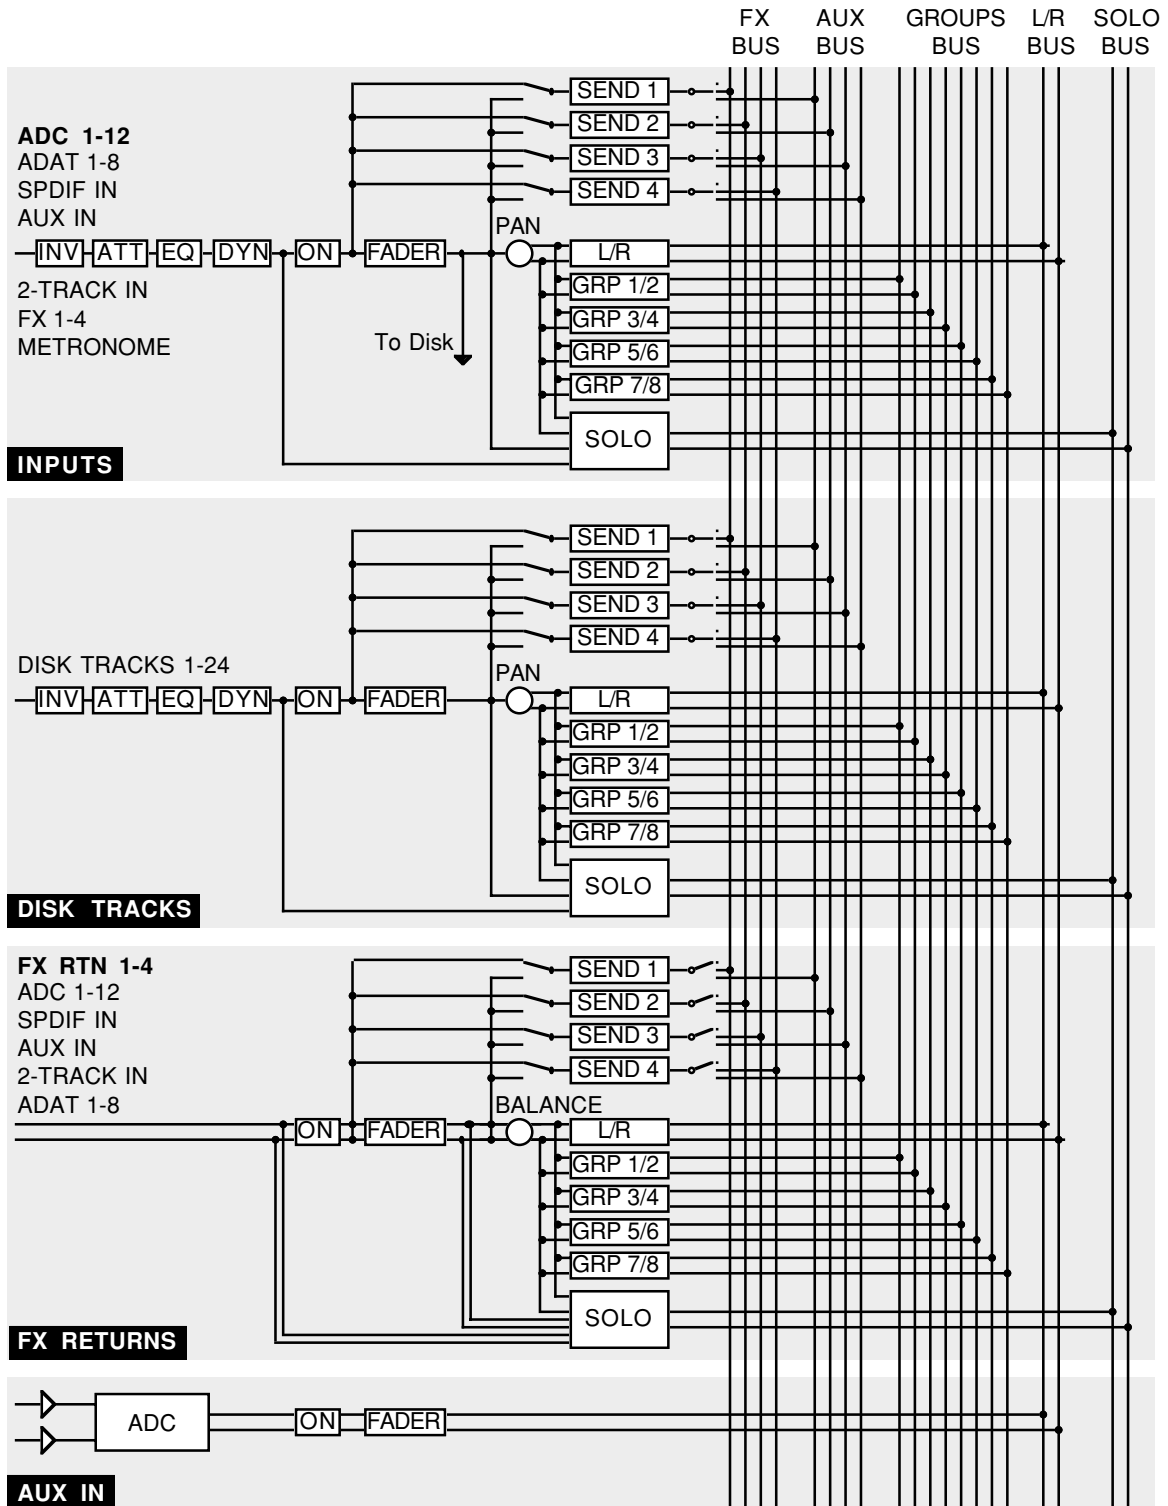 FX BUS
AUX BUS
GROUPS BUS
L/R BUS
SOLO BUS
ADC 1-12
ADAT 1-8
SPDIF IN
AUX IN
INV
ATT
EQ
DYN
ON
FADER
2-TRACK IN
FX 1-4
METRONOME
To Disk
SEND 1
SEND 2
SEND 3
SEND 4
PAN
L/R
GRP 1/2
GRP 3/4
GRP 5/6
GRP 7/8
SOLO
INPUTS
DISK TRACKS 1-24
INV
ATT
EQ
DYN
ON
FADER
SEND 1
SEND 2
SEND 3
SEND 4
PAN
L/R
GRP 1/2
GRP 3/4
GRP 5/6
GRP 7/8
SOLO
DISK TRACKS
FX RTN 1-4
ADC 1-12
SPDIF IN
AUX IN
2-TRACK IN
ADAT 1-8
ON
FADER
SEND 1
SEND 2
SEND 3
SEND 4
BALANCE
L/R
GRP 1/2
GRP 3/4
GRP 5/6
GRP 7/8
SOLO
FX RETURNS
ADC
ON
FADER
AUX IN